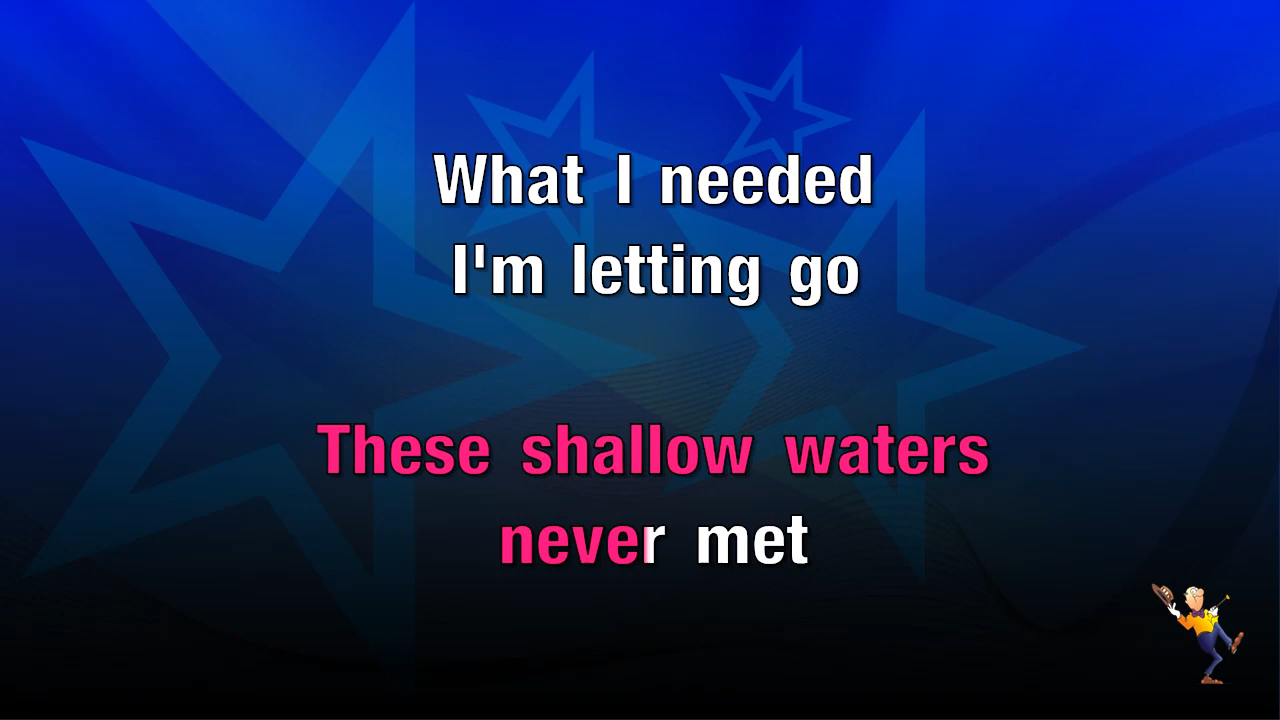 What I needed
I'm letting go
These shallow waters
never met